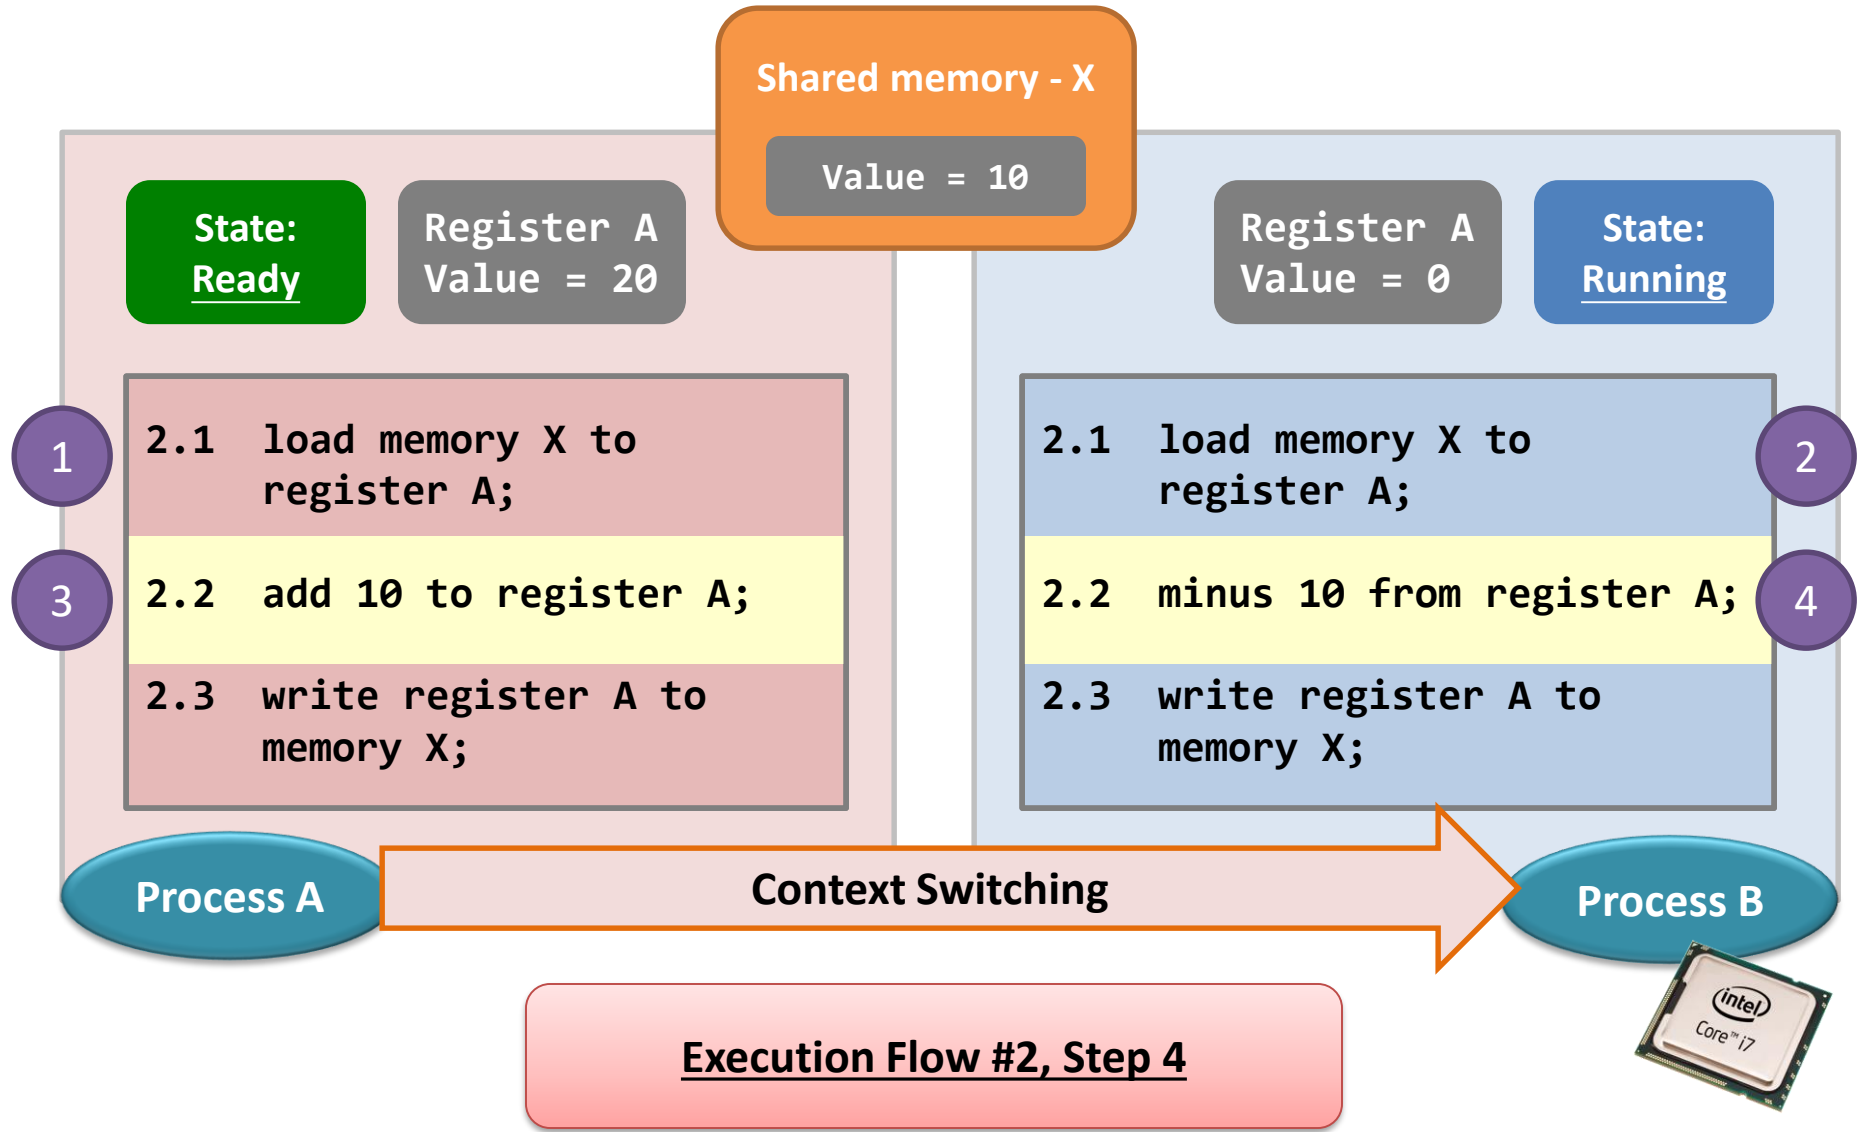 Shared memory - X
Value = 10
State:
Ready
Register A
Value = 20
Register A
Value = 0
State:
Running
1
2.1 load memory X to
register A;
3
2.2 add 10 to register A;
2.3 write register A to
memory X;
2.1 load memory X to
register A;
2
2.2 minus 10 from register A;
4
2.3 write register A to
memory X;
Process A
Context Switching
Process B
Execution Flow #2, Step 4
intel
Core™ i7